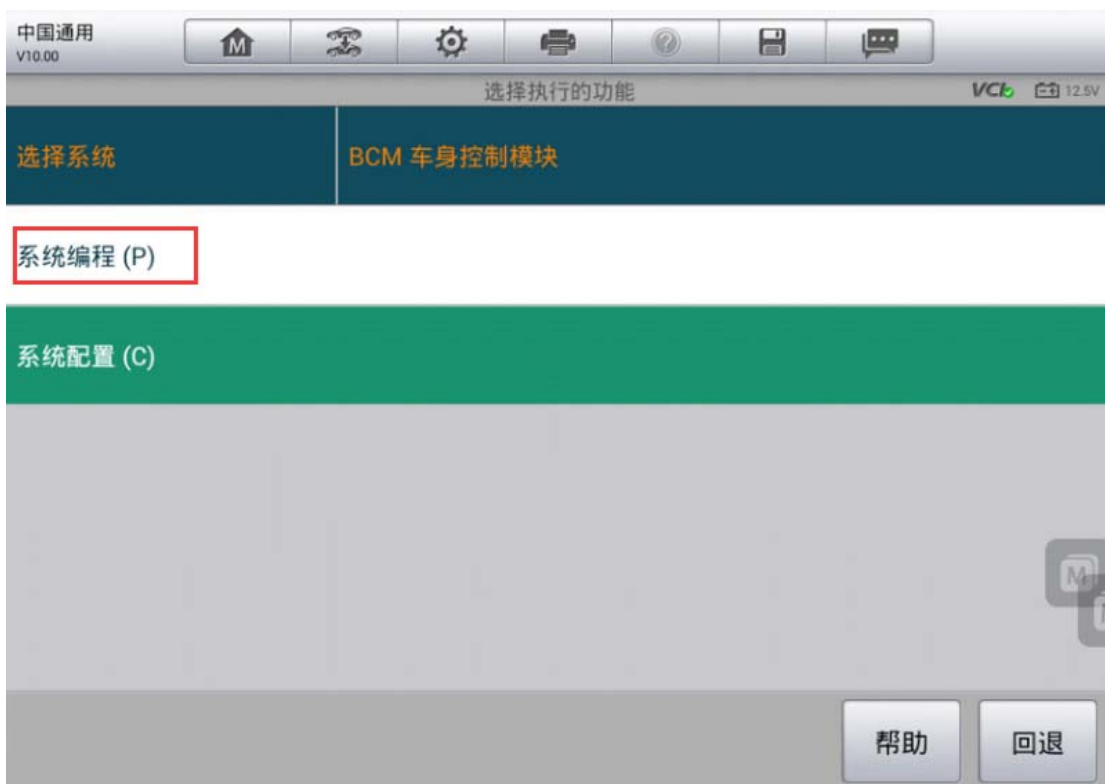 中国通用
V10.00
选择执行的功能
VCI
12.5V
选择系统
BCM 车身控制模块
系统编程 (P)
系统配置 (C)
帮助
回退